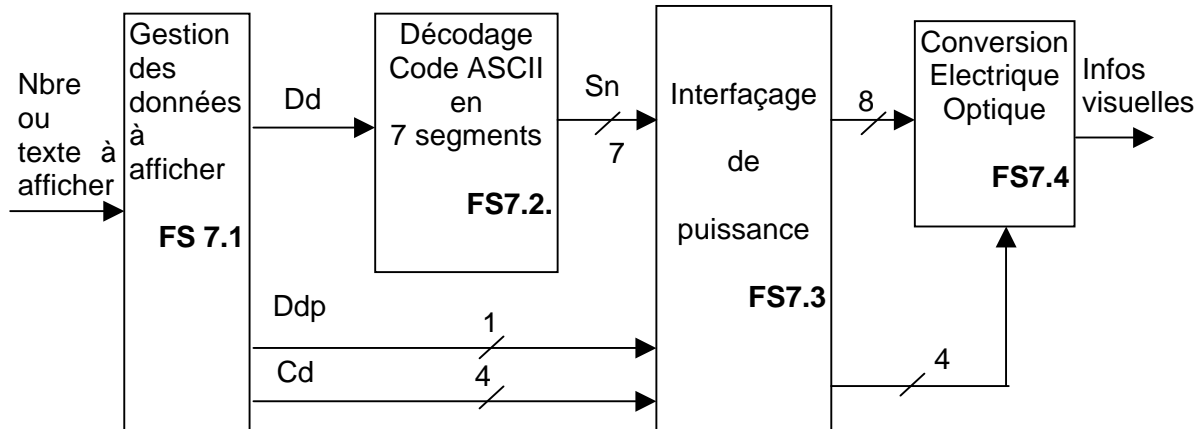 Nbre
ou
texte à
afficher
Gestion
des
données
à
afficher
FS 7.1
Dd
Décodage
Code ASCII
en
7 segments
FS7.2.
Sn
7
Ddp
1
Cd
4
Interfaçage
de
puissance
FS7.3
8
4
Conversion
Electrique
Optique
FS7.4
Infos
visuelles